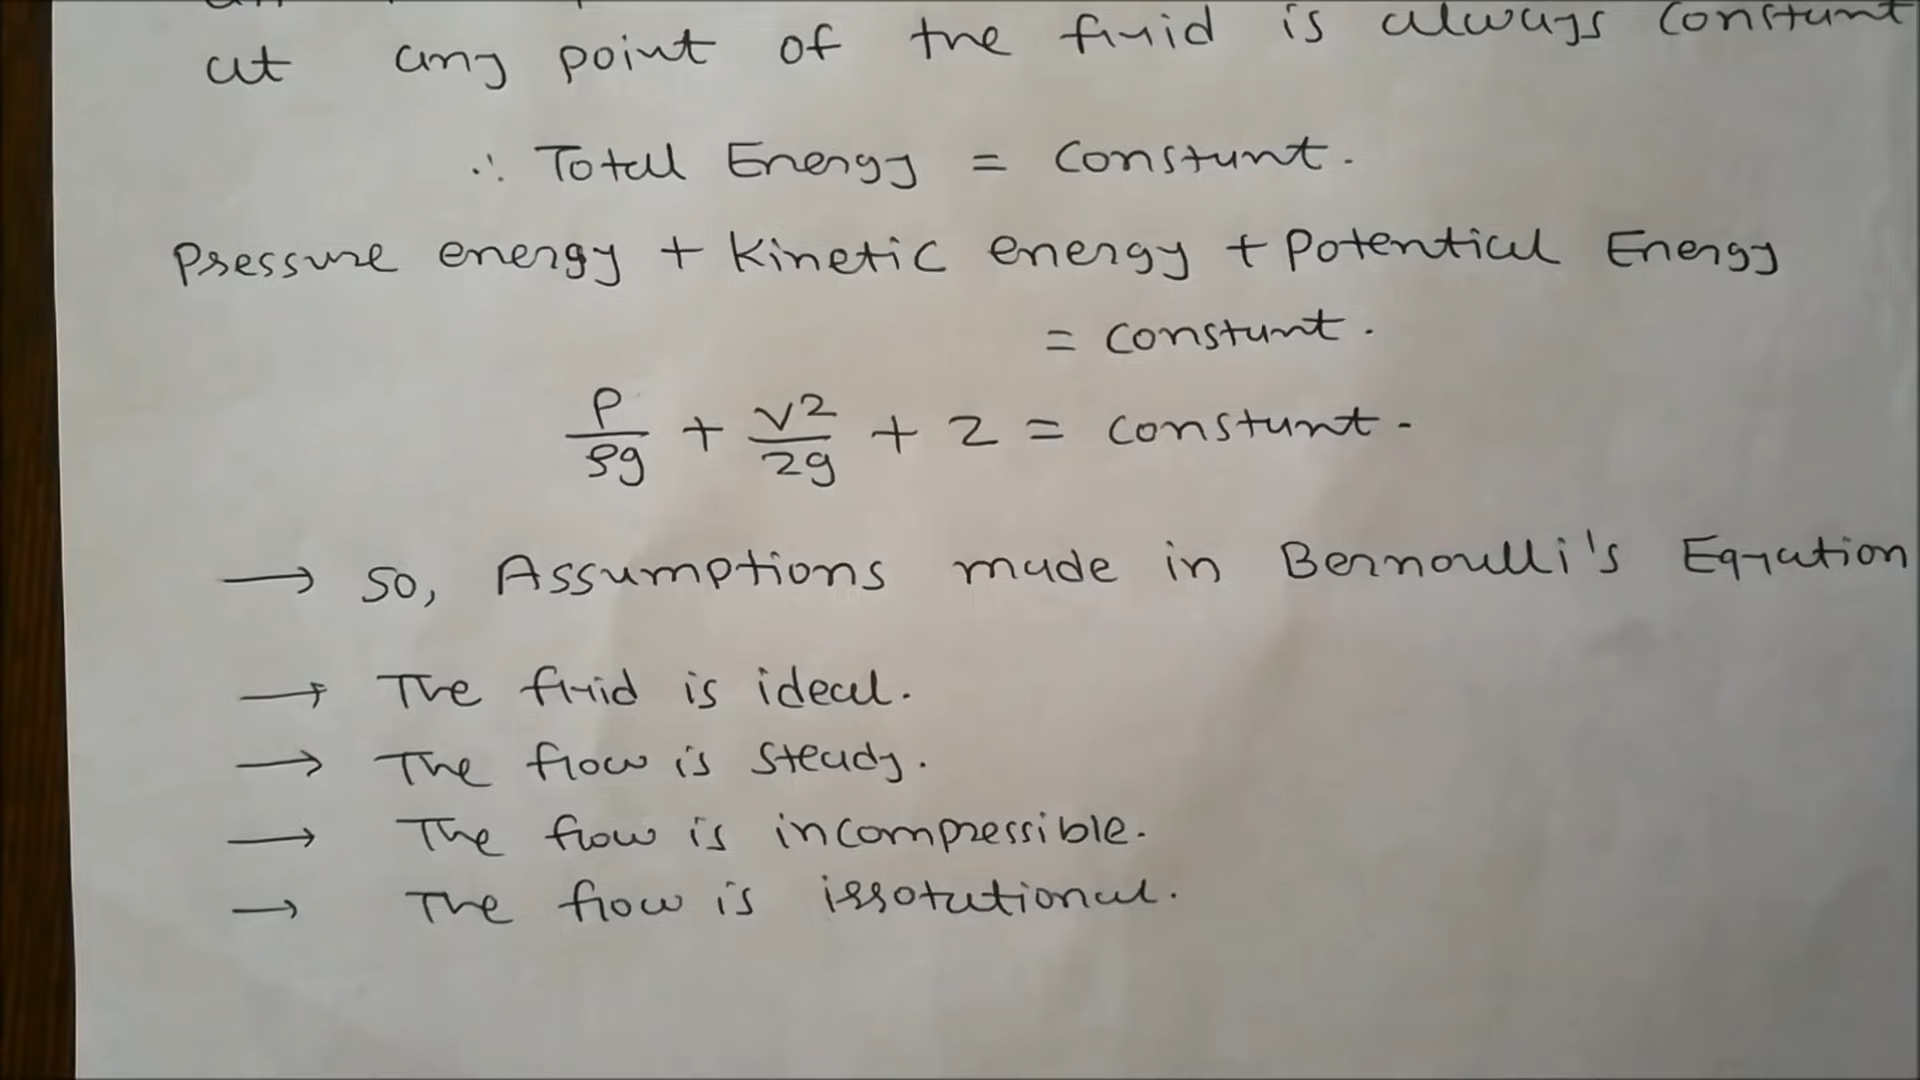 at any point of the fluid is always constant
∴ Total Energy = constant.
Pressure energy + kinetic energy + Potential Energy
= constant.
P/ρg + v²/2g + z = constant.
→ So, Assumptions made in Bernoulli's Equation
→ The fluid is ideal.
→ The flow is steady.
→ The flow is incompressible.
→ The flow is irrotational.